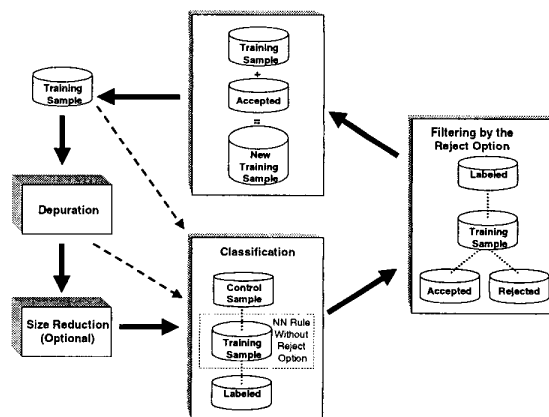 Training
Sample
+
Accepted
=
New
Training
Sample
Training
Sample
Depuration
Size Reduction
(Optional)
Classification
Control
Sample
NN Rule
Without
Reject
Option
Training
Sample
Labeled
Filtering by the
Reject Option
Labeled
Training
Sample
Accepted
Rejected